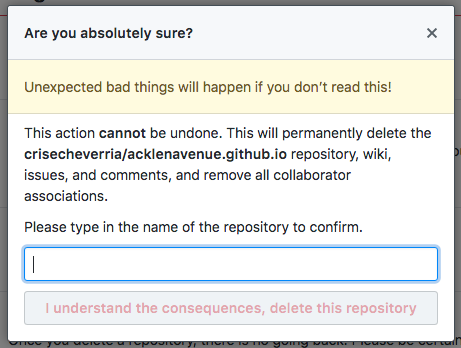 Are you absolutely sure?
Unexpected bad things will happen if you don't read this!
This action cannot be undone. This will permanently delete the
crisecheverria/acklenavenue.github.io repository, wiki,
issues, and comments, and remove all collaborator
associations.
Please type in the name of the repository to confirm.
I understand the consequences, delete this repository
Once you delete a repository, there is no going back. Please be certain